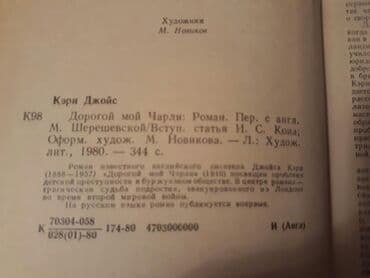 Художник
М. Новиков
Кэри Джойс
К98 Дорогой мой Чарли: Роман. Пер. с англ.
М. Шерешевской/Вступ. статья И. С. Кона;
Оформ. худож. М. Новикова. — Л.: Худож.
лит., 1980. — 344 с.
Роман известного английского писателя Джойса Кэри
(1888—1957) «Дорогой мой Чарли» (1940) посвящен проблеме
детской преступности в буржуазном обществе. В центре романа
трагическая судьба подростка, эвакуированного из Лондона
во время второй мировой войны.
На русском языке роман публикуется впервые.
70304-058
К 174-80 4703000000 И (Англ)
028(01)-80